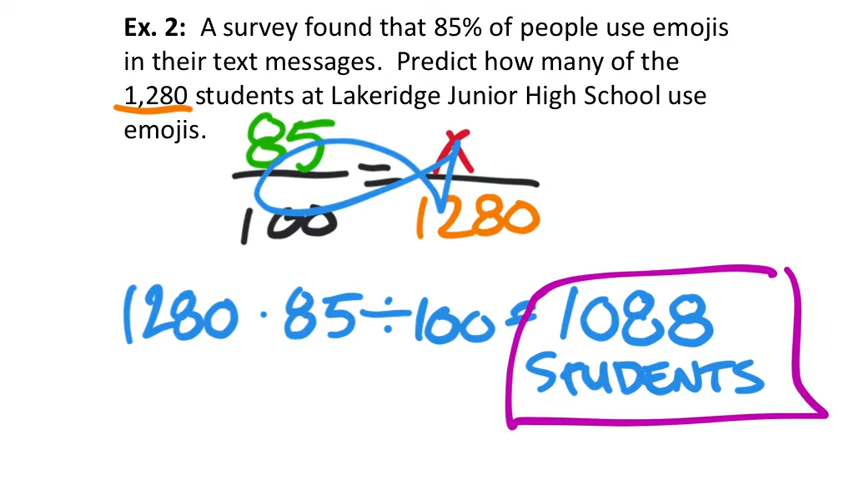 Ex. 2: A survey found that 85% of people use emojis
in their text messages. Predict how many of the
1,280 students at Lakeridge Junior High School use
emojis.
85 = X
100 1280
1280 · 85 ÷ 100 = 1088
STUDENTS